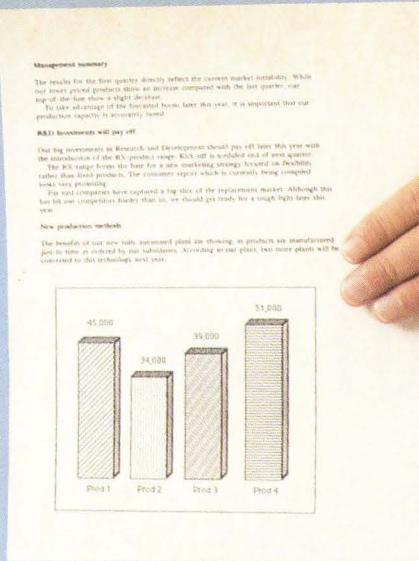 Management summary
The results for the first quarter directly reflect the current market instability. While
our lower priced products show an increase compared with the last quarter, our
top-of-the-line show a slight decrease.
To take advantage of the forecasted boom later this year, it is important that our
production capacity is accurately tuned.
R&D Investments will pay off
Our big investments in Research and Development should pay off later this year with
the introduction of the RX product range. Kick-off is scheduled end of next quarter.
The RX range forms the base for a new marketing strategy focused on flexibility,
rather than fixed products. The consumer report which is currently being compiled
looks very promising.
Far east companies have captured a big slice of the replacement market. Although this
has hit our competitors harder than us, we should get ready for a tough fight later this
year.
New production methods
The benefits of our new fully automated plant are showing, as products are manufactured
just-in-time as ordered by our subsidiaries. According to our plans, two more plants will be
converted to this technology next year.
45,000
34,000
39,000
51,000
Prod 1
Prod 2
Prod 3
Prod 4